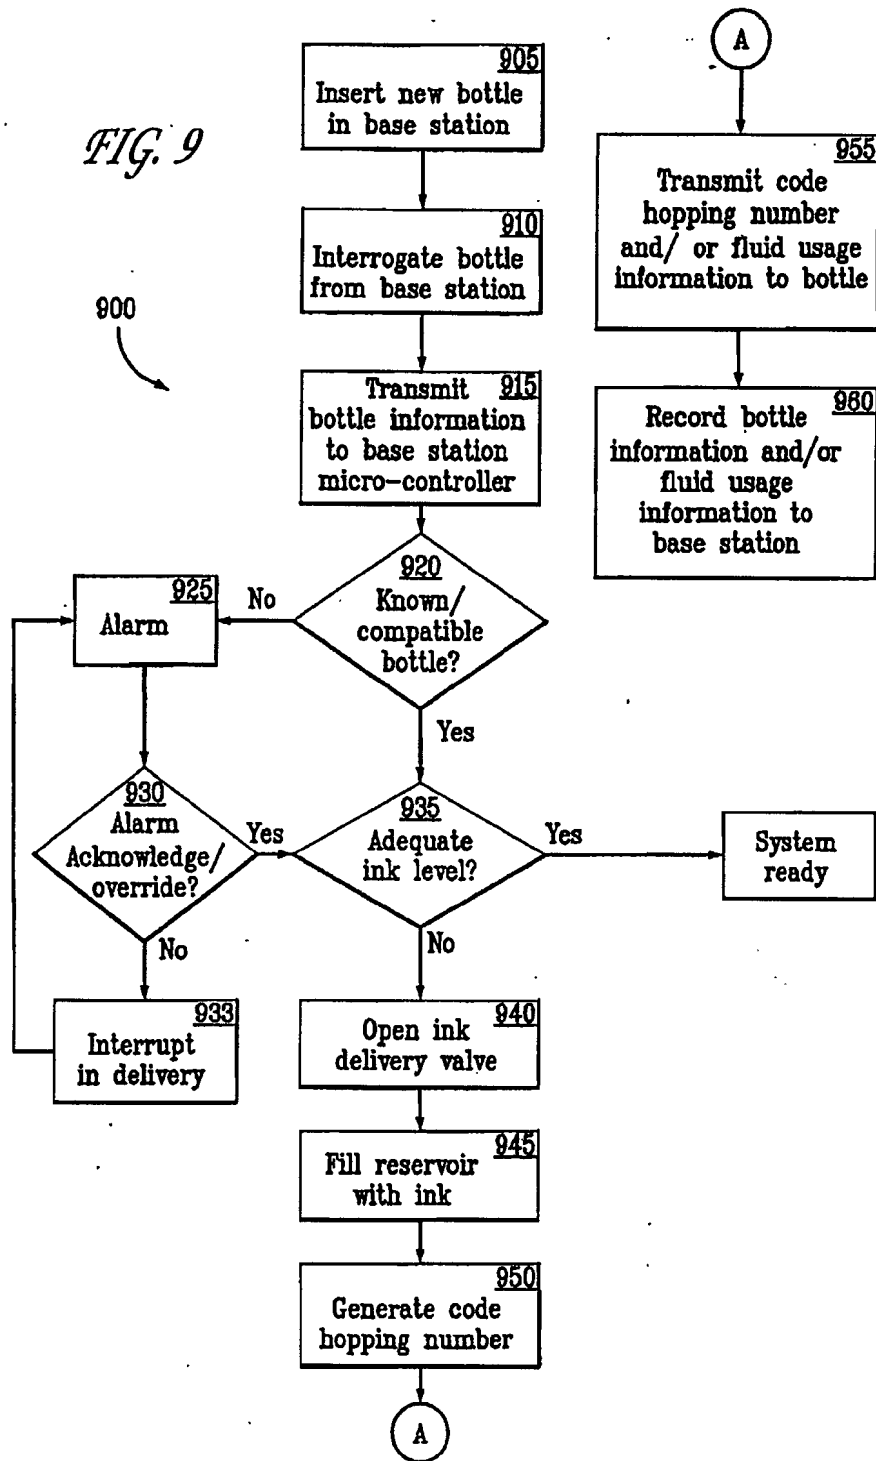 FIG. 9
900
905
Insert new bottle
in base station
910
Interrogate bottle
from base station
915
Transmit
bottle information
to base station
micro-controller
920
Known/
compatible
bottle?
No
Yes
925
Alarm
930
Alarm
Acknowledge/
override?
Yes
No
933
Interrupt
in delivery
935
Adequate
ink level?
Yes
System
ready
No
940
Open ink
delivery valve
945
Fill reservoir
with ink
950
Generate code
hopping number
A
A
955
Transmit code
hopping number
and/ or fluid usage
information to bottle
960
Record bottle
information and/or
fluid usage
information to
base station